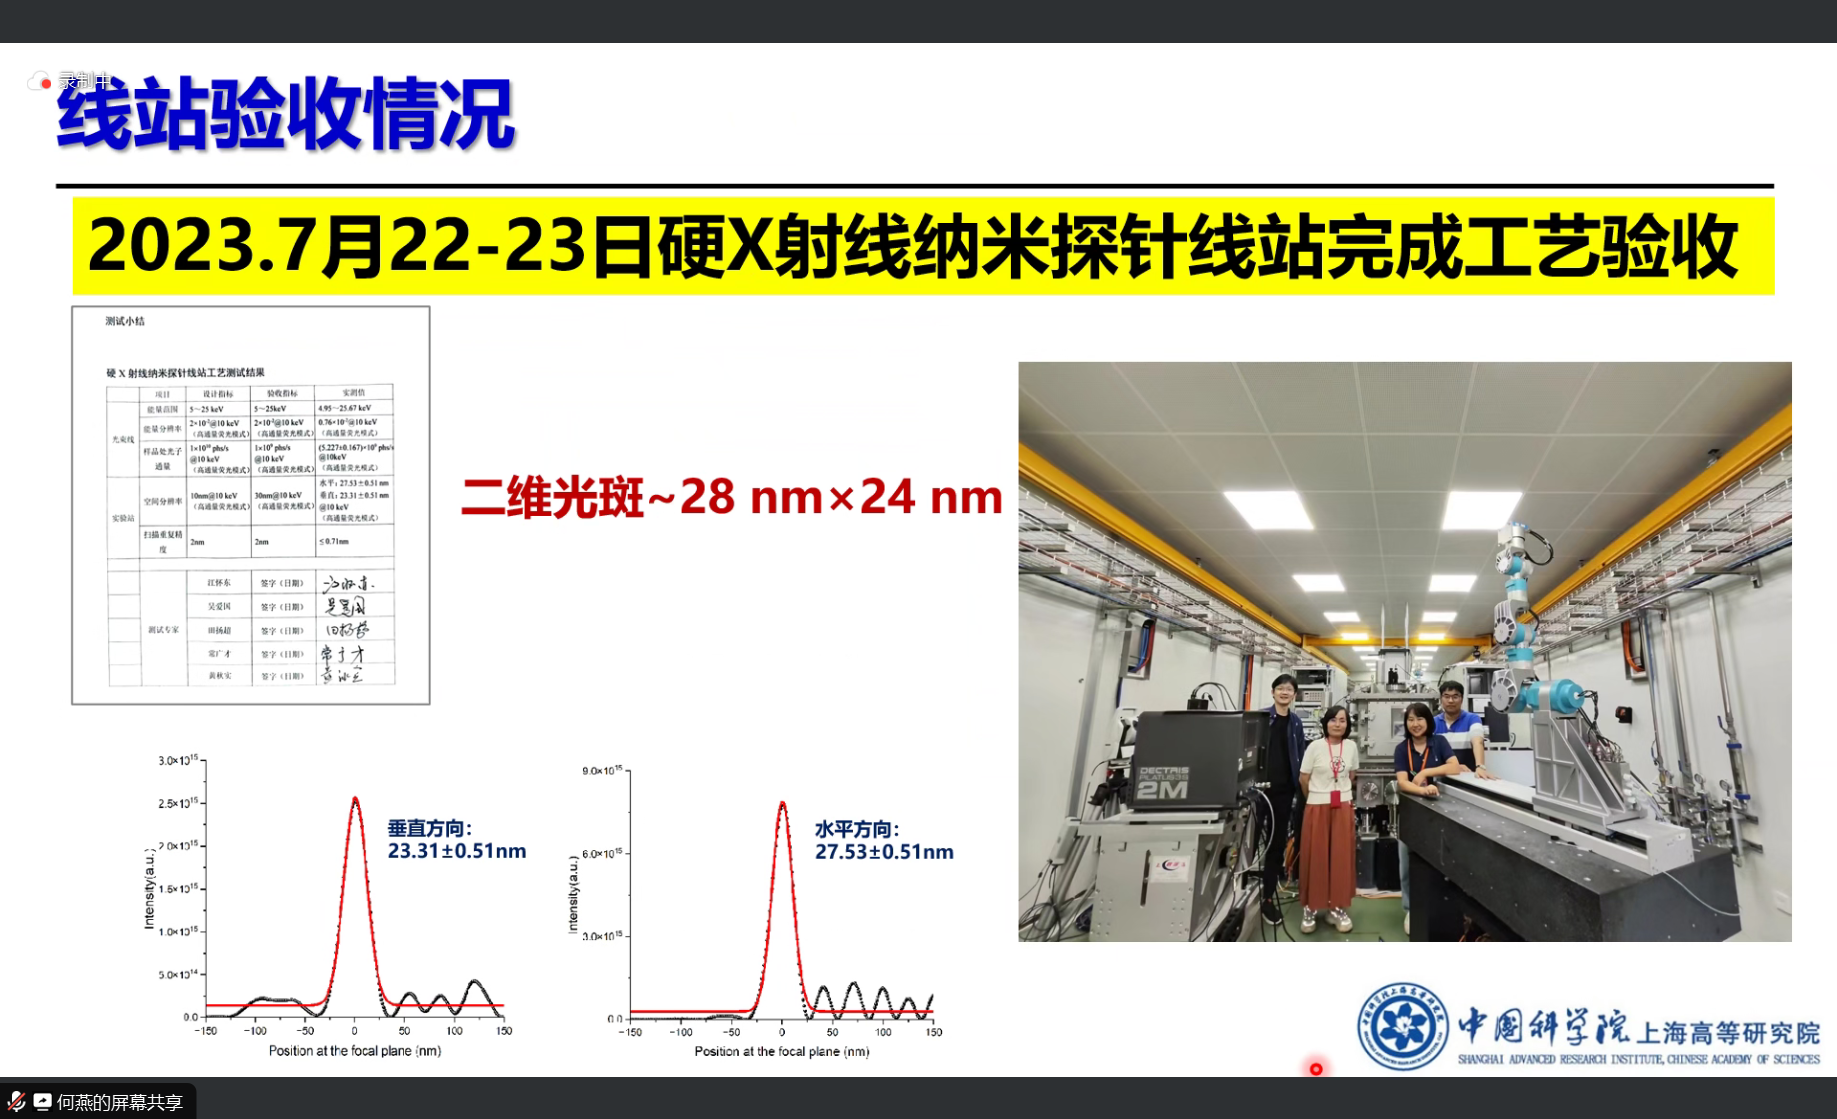 录制中
线站验收情况
2023.7月22-23日硬X射线纳米探针线站完成工艺验收
测试小结
硬 X 射线纳米探针线站工艺测试结果
项目 设计指标 验收指标 实测值
光束线
能量范围 5~25 keV 5~25keV 4.95~25.67 keV
能量分辨率 2×10⁻⁴@10 keV 2×10⁻⁴@10 keV 0.76×10⁻⁴@10 keV
(高通量荧光模式) (高通量荧光模式) (高通量荧光模式)
样品处光子通量 1×10¹⁰ phs/s @10 keV 1×10⁹ phs/s @10 keV (5.227±0.167)×10⁹ phs/s @10keV
(高通量荧光模式) (高通量荧光模式) (高通量荧光模式)
实验站
空间分辨率 10nm@10 keV 30nm@10 keV 水平: 27.53±0.51 nm
垂直: 23.31±0.51 nm
@10 keV
(高通量荧光模式) (高通量荧光模式) (高通量荧光模式)
扫描重复精度 2nm 2nm ≤0.71nm
测试专家
江怀东 签字(日期)
吴爱国 签字(日期)
田扬超 签字(日期)
常广才 签字(日期)
黄秋实 签字(日期)
二维光斑~28 nm×24 nm
3.0×10¹⁵
2.5×10¹⁵
2.0×10¹⁵
1.5×10¹⁵
1.0×10¹⁵
5.0×10¹⁴
0.0
Intensity(a.u.)
垂直方向:
23.31±0.51nm
-150 -100 -50 0 50 100 150
Position at the focal plane (nm)
9.0×10¹⁵
6.0×10¹⁵
3.0×10¹⁵
0.0
Intensity(a.u.)
水平方向:
27.53±0.51nm
-150 -100 -50 0 50 100 150
Position at the focal plane (nm)
DECTRIS
2M
中国科学院 上海高等研究院
SHANGHAI ADVANCED RESEARCH INSTITUTE, CHINESE ACADEMY OF SCIENCES
何燕的屏幕共享